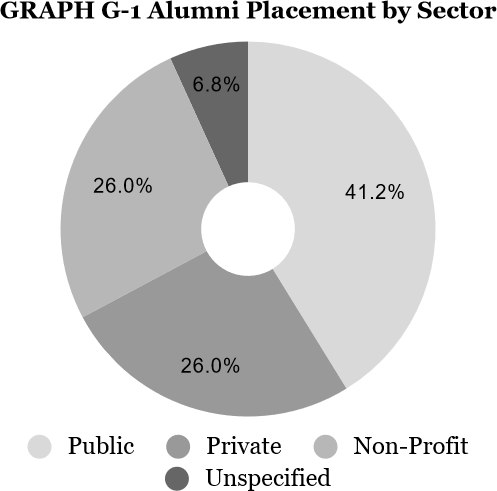 GRAPH G-1 Alumni Placement by Sector
6.8%
26.0%
41.2%
26.0%
Public Private Non-Profit
Unspecified